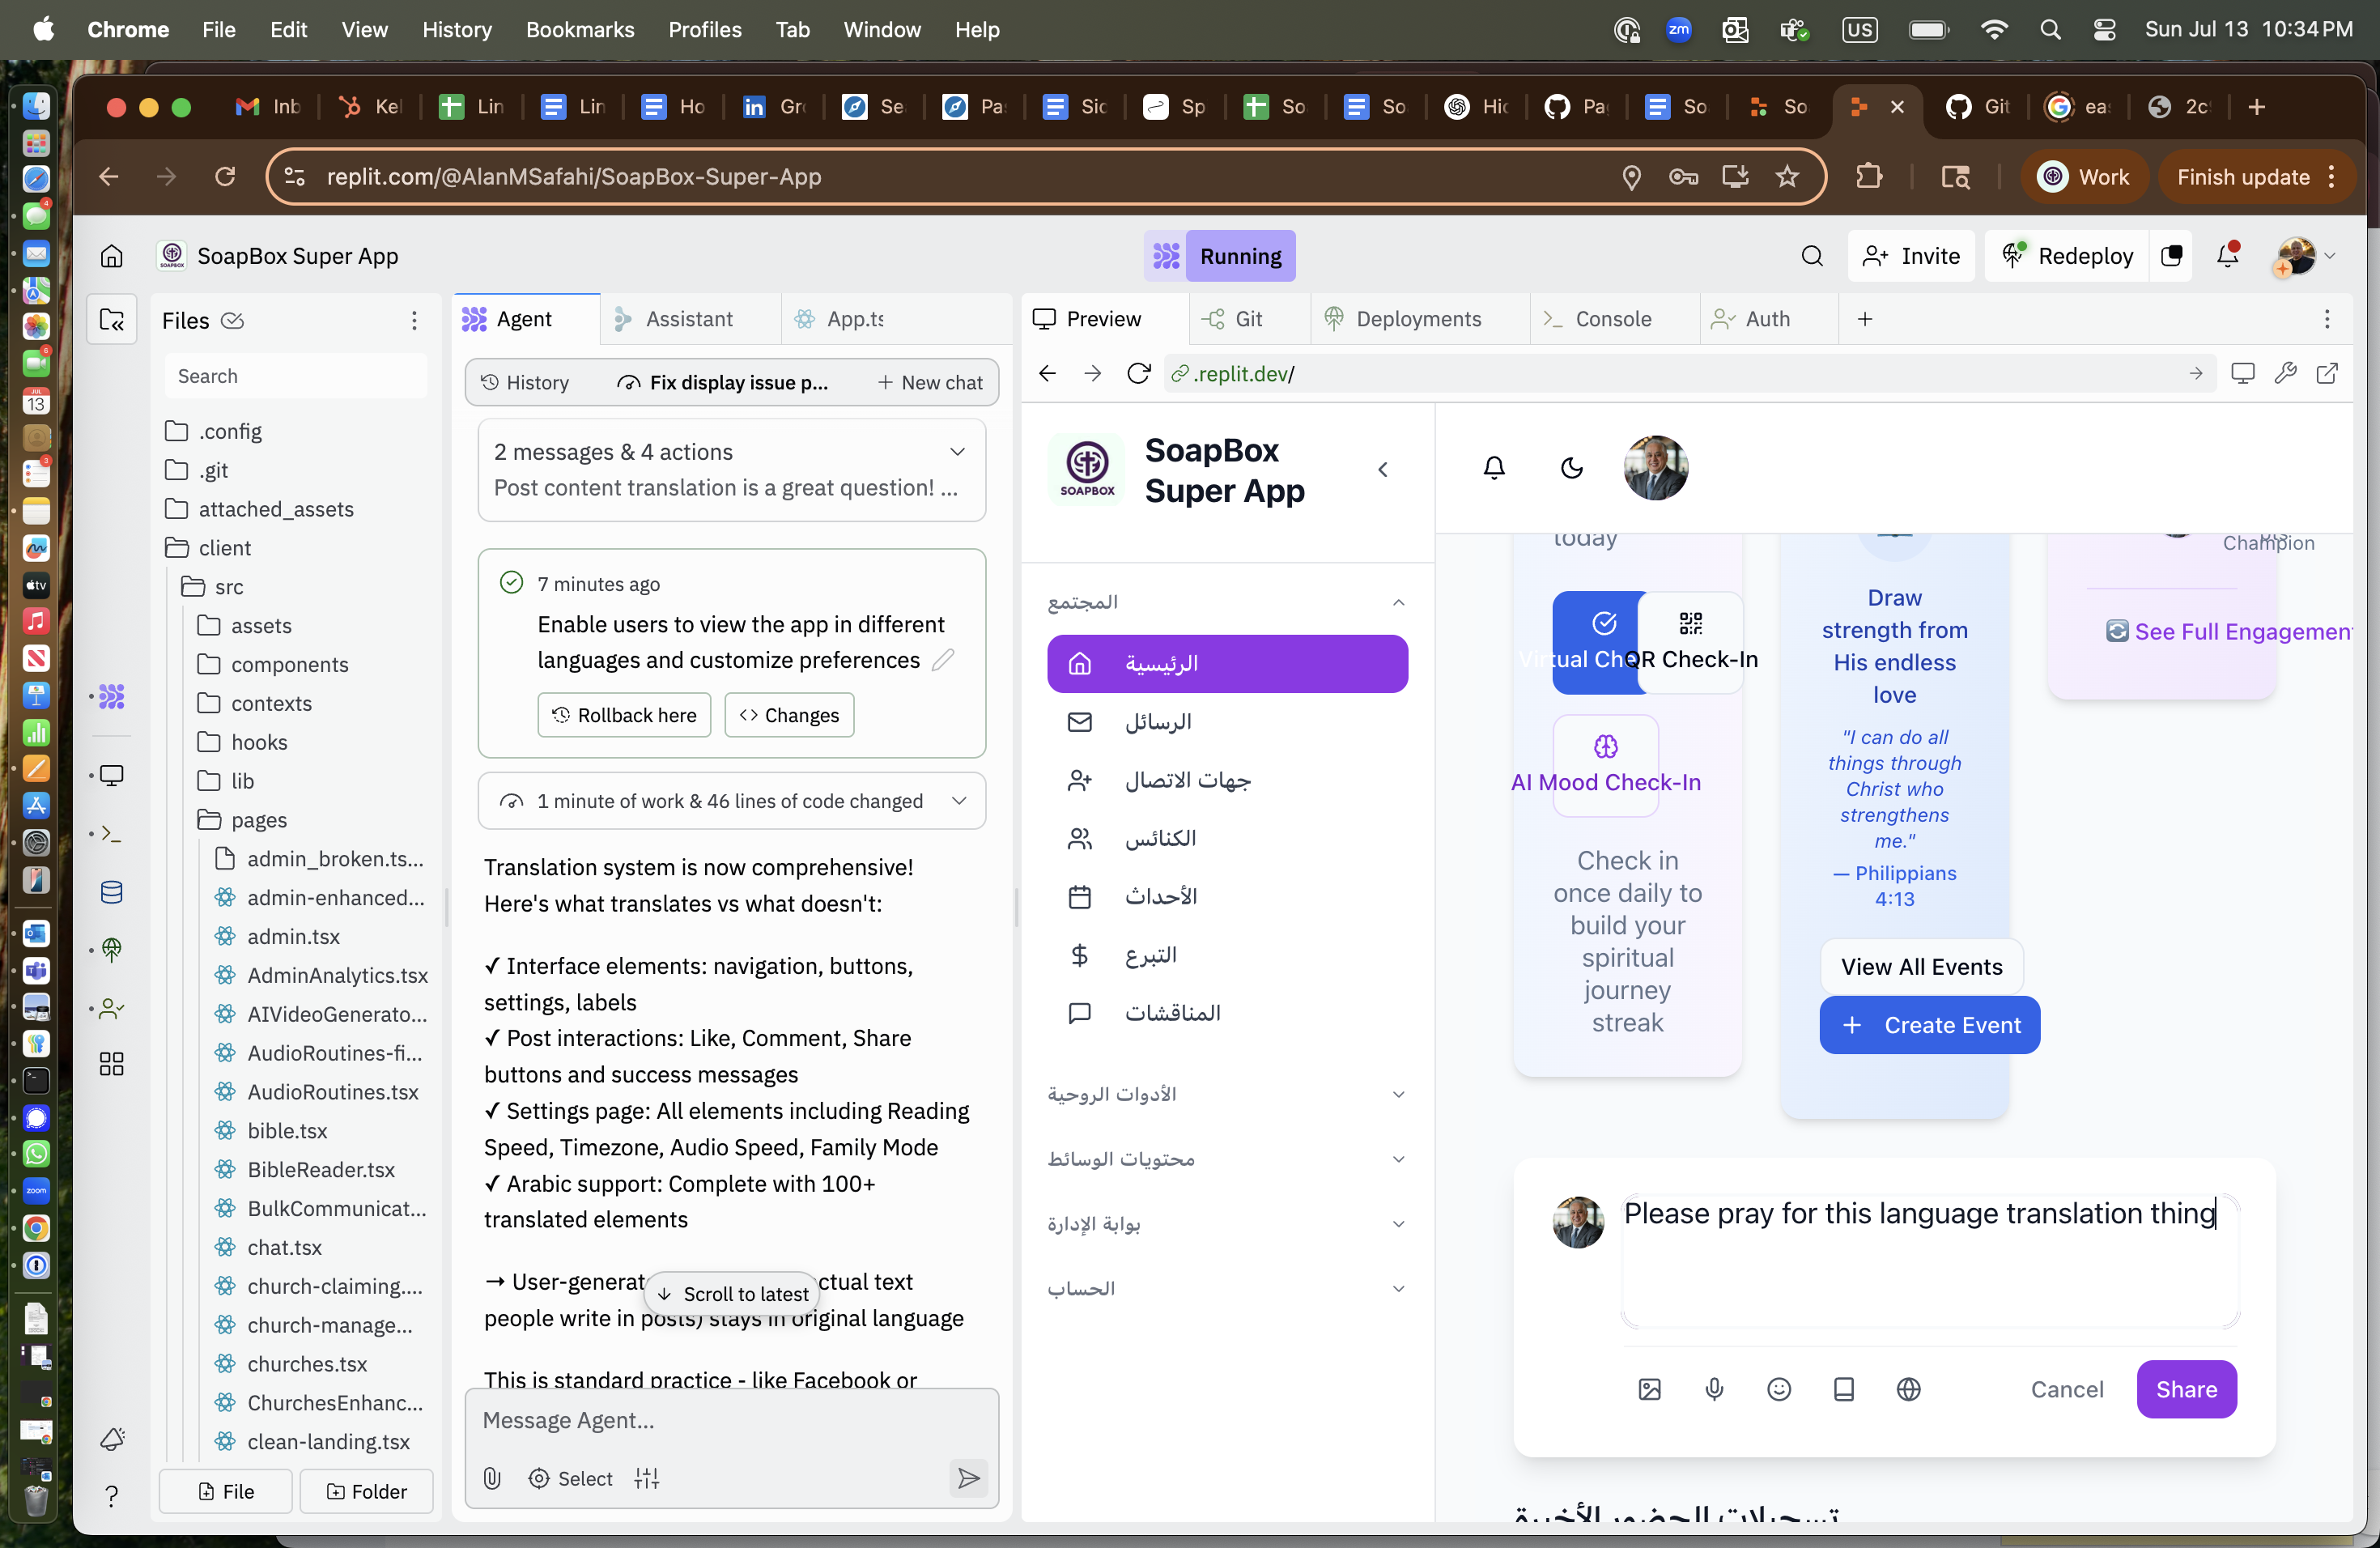 Chrome File Edit View History Bookmarks Profiles Tab Window Help
zm US Sun Jul 13 10:34 PM
Inb Kel Lin Lin Ho Gr Se Pa Sic Sp So So Hic Pa So So Git ea 2c
replit.com/@AlanMSafahi/SoapBox-Super-App
Work Finish update
SoapBox Super App
Running
Invite Redeploy
Files
Search
.config
.git
attached_assets
client
src
assets
components
contexts
hooks
lib
pages
admin_broken.ts...
admin-enhanced...
admin.tsx
AdminAnalytics.tsx
AIVideoGenerato...
AudioRoutines-fi...
AudioRoutines.tsx
bible.tsx
BibleReader.tsx
BulkCommunicat...
chat.tsx
church-claiming....
church-manage...
churches.tsx
ChurchesEnhanc...
clean-landing.tsx
File Folder
Agent Assistant App.ts
History Fix display issue p... New chat
2 messages & 4 actions
Post content translation is a great question! ...
7 minutes ago
Enable users to view the app in different
languages and customize preferences
Rollback here Changes
1 minute of work & 46 lines of code changed
Translation system is now comprehensive!
Here's what translates vs what doesn't:
✓ Interface elements: navigation, buttons,
settings, labels
✓ Post interactions: Like, Comment, Share
buttons and success messages
✓ Settings page: All elements including Reading
Speed, Timezone, Audio Speed, Family Mode
✓ Arabic support: Complete with 100+
translated elements
→ User-generat ctual text
people write in posts) stays in original language
Scroll to latest
This is standard practice - like Facebook or
Message Agent...
Select
Preview Git Deployments Console Auth
.replit.dev/
SOAPBOX
SoapBox
Super App
المجتمع
الرئيسية
الرسائل
جهات الاتصال
الكنائس
الأحداث
التبرع
المناقشات
الأدوات الروحية
محتويات الوسائط
بوابة الإدارة
الحساب
today
Virtual Che
QR Check-In
AI Mood Check-In
Check in
once daily to
build your
spiritual
journey
streak
Draw
strength from
His endless
love
"I can do all
things through
Christ who
strengthens
me."
— Philippians
4:13
View All Events
+ Create Event
Champion
See Full Engagemen
Please pray for this language translation thing
Cancel Share
تسجيلات الحضور الأخيرة